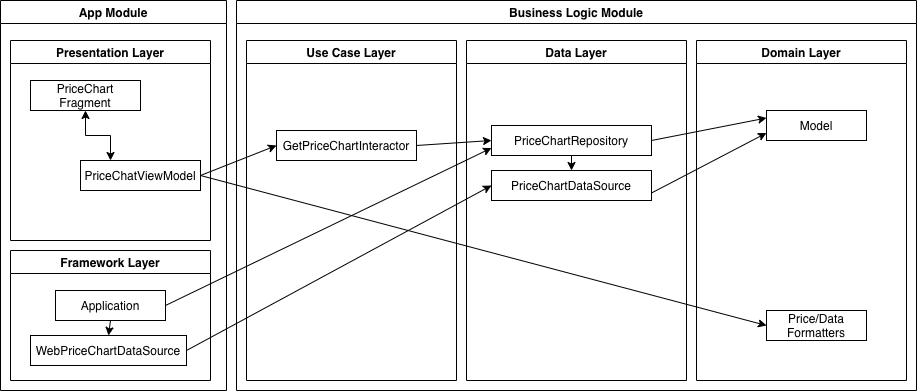 App Module
Business Logic Module
Presentation Layer
Use Case Layer
Data Layer
Domain Layer
PriceChart
Fragment
PriceChatViewModel
GetPriceChartInteractor
PriceChartRepository
PriceChartDataSource
Model
Price/Data
Formatters
Framework Layer
Application
WebPriceChartDataSource